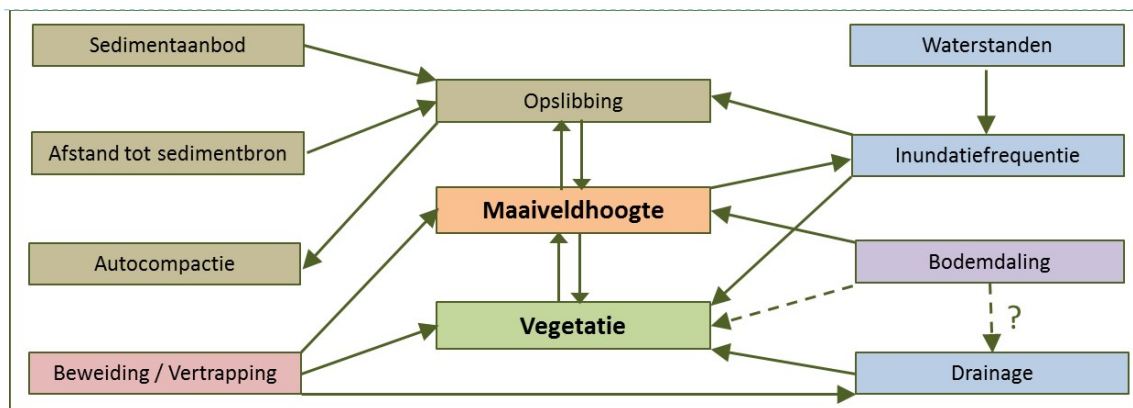 Sedimentaanbod
Waterstanden
Opslibbing
Afstand tot sedimentbron
Inundatiefrequentie
Maaiveldhoogte
Autocompactie
Bodemdaling
Vegetatie
?
Beweiding / Vertrapping
Drainage